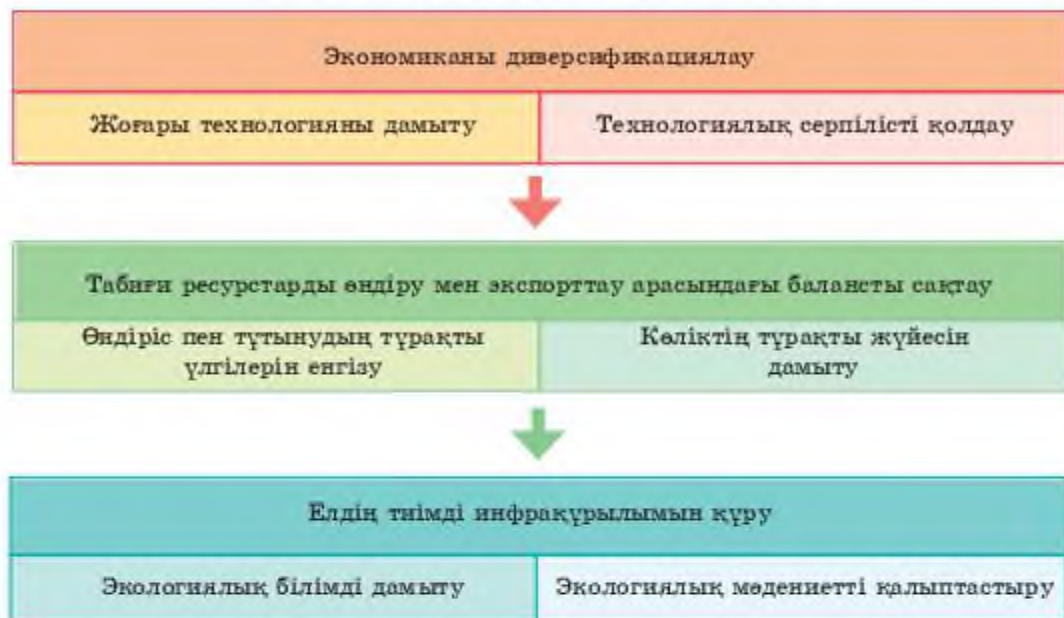 Экономиканы диверсификациялау
Жоғары технологияны дамыту
Технологиялық серпілісті қолдау
Табиғи ресурстарды өндіру мен экспорттау арасындағы балансты сақтау
Өндіріс пен тұтынудың тұрақты
үлгілерін енгізу
Көліктің тұрақты жүйесін
дамыту
Елдің тиімді инфрақұрылымын құру
Экологиялық білімді дамыту
Экологиялық мәдениетті қалыптастыру